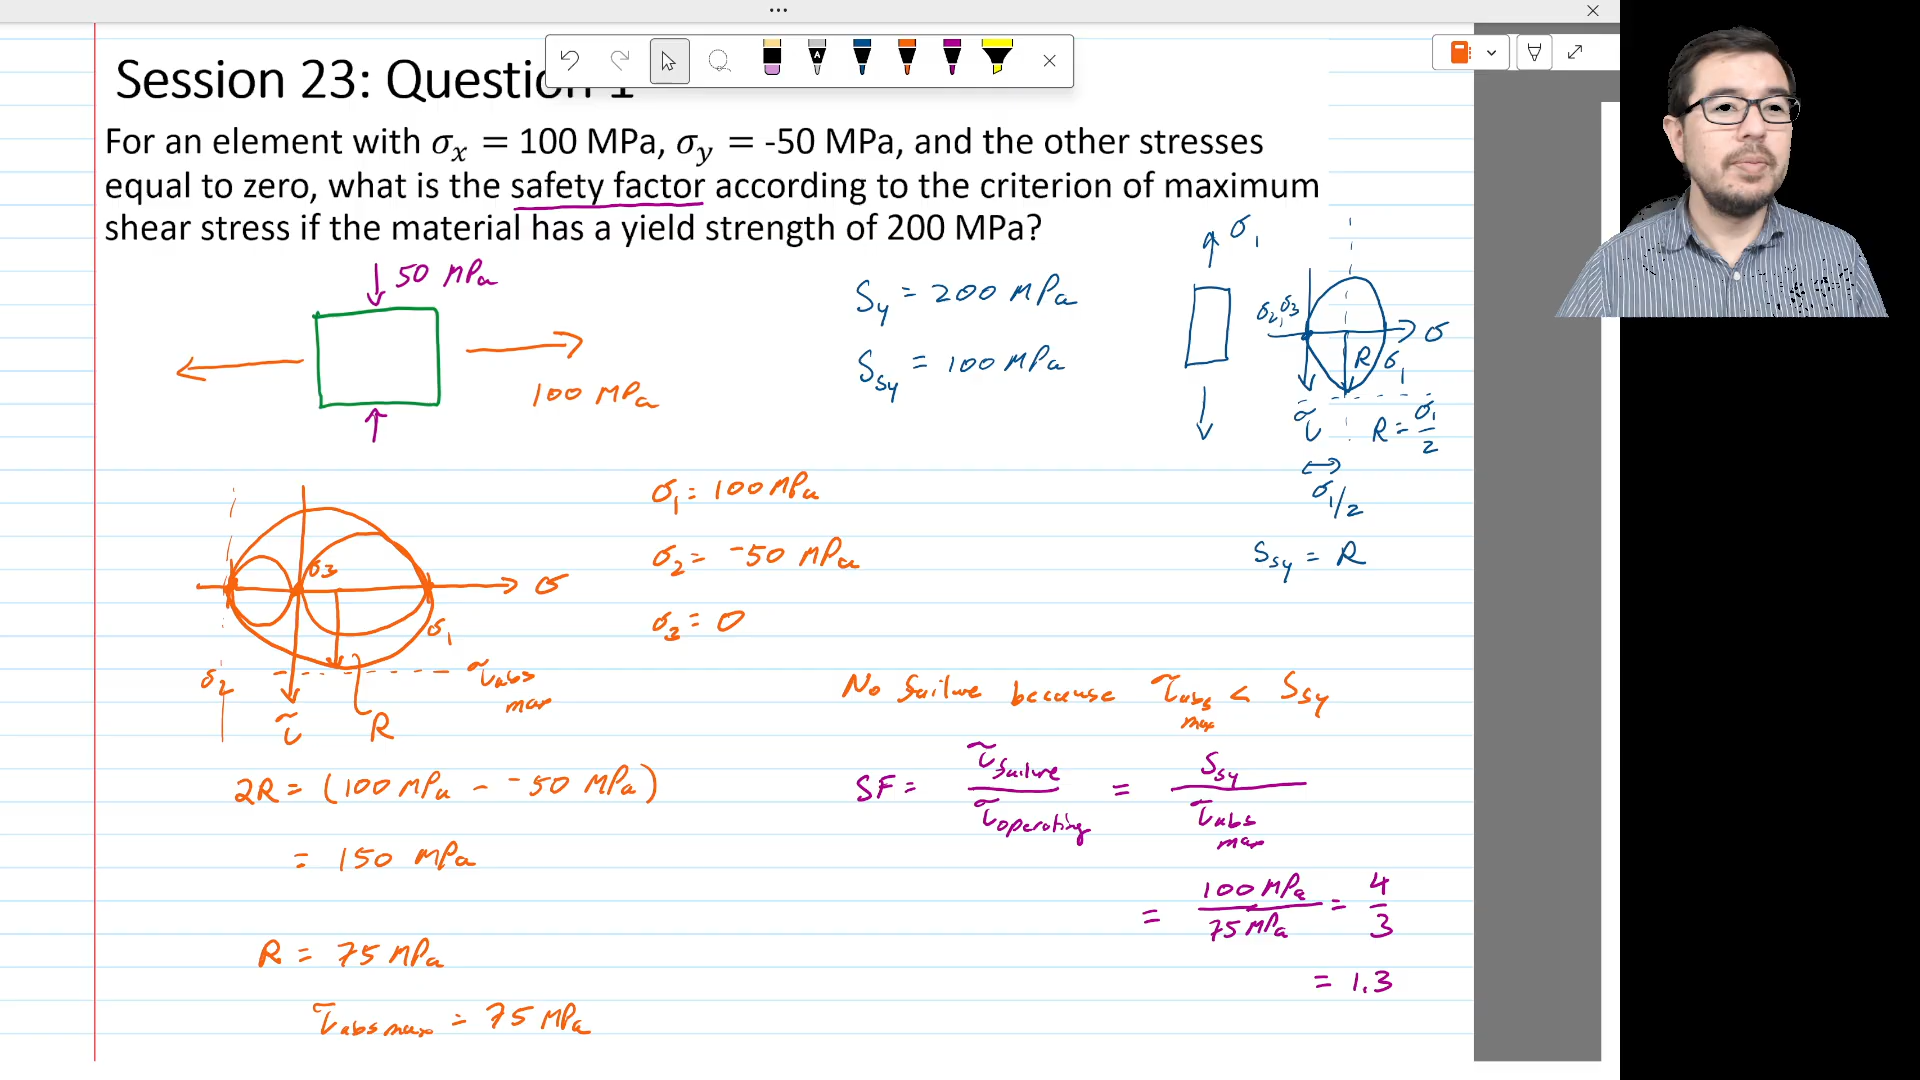 Session 23: Question 1
For an element with σx = 100 MPa, σy = -50 MPa, and the other stresses
equal to zero, what is the safety factor according to the criterion of maximum
shear stress if the material has a yield strength of 200 MPa?
50 MPa
100 MPa
Sy = 200 MPa
Ssy = 100 MPa
σ1
σ2, σ3
σ
R
σ1
τ
R = σ1/2
σ1/2
Ssy = R
σ1 = 100 MPa
σ2 = -50 MPa
σ3 = 0
σ3
σ
σ1
σ2
τ
R
τabs max
2R = (100 MPa - -50 MPa)
= 150 MPa
R = 75 MPa
τabs max = 75 MPa
No failure because τabs max < Ssy
SF = τfailure / τoperating = Ssy / τabs max
= 100 MPa / 75 MPa = 4/3
= 1.3